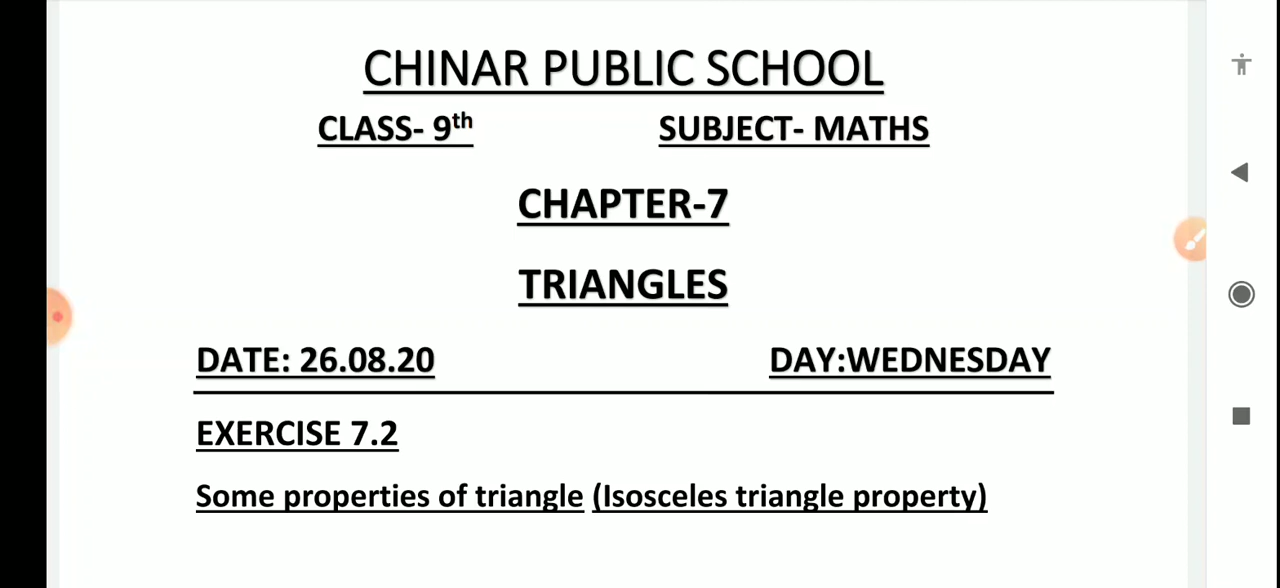 CHINAR PUBLIC SCHOOL
CLASS- 9th SUBJECT- MATHS
CHAPTER-7
TRIANGLES
DATE: 26.08.20 DAY:WEDNESDAY
EXERCISE 7.2
Some properties of triangle (Isosceles triangle property)